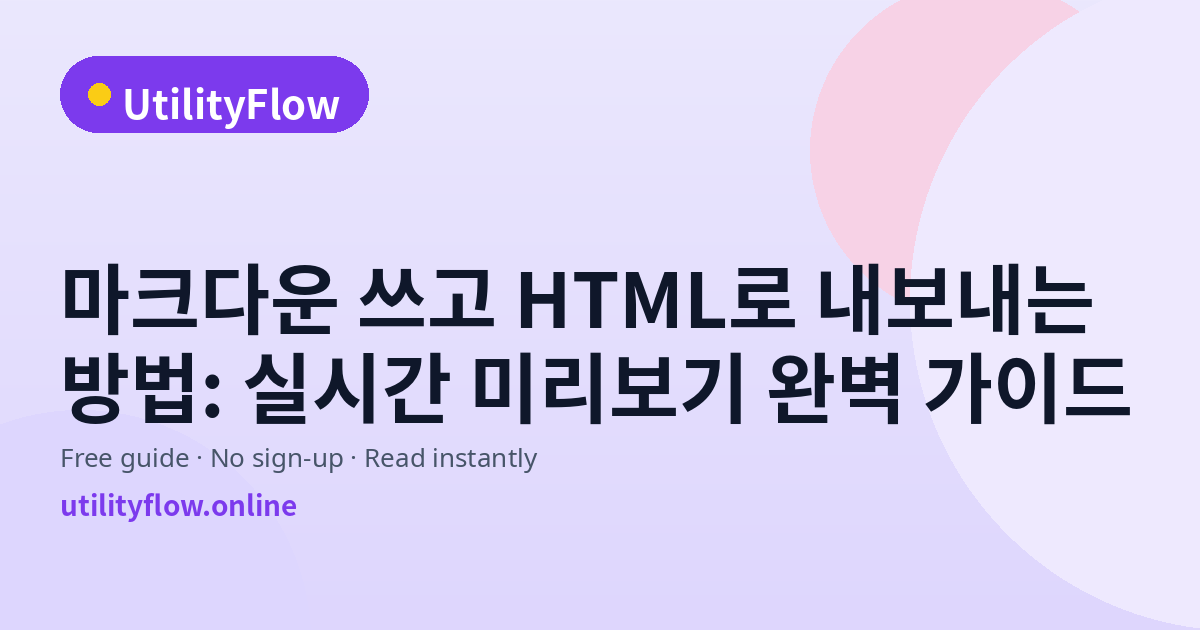 UtilityFlow
마크다운 쓰고 HTML로 내보내는
방법: 실시간 미리보기 완벽 가이드
Free guide · No sign-up · Read instantly
utilityflow.online